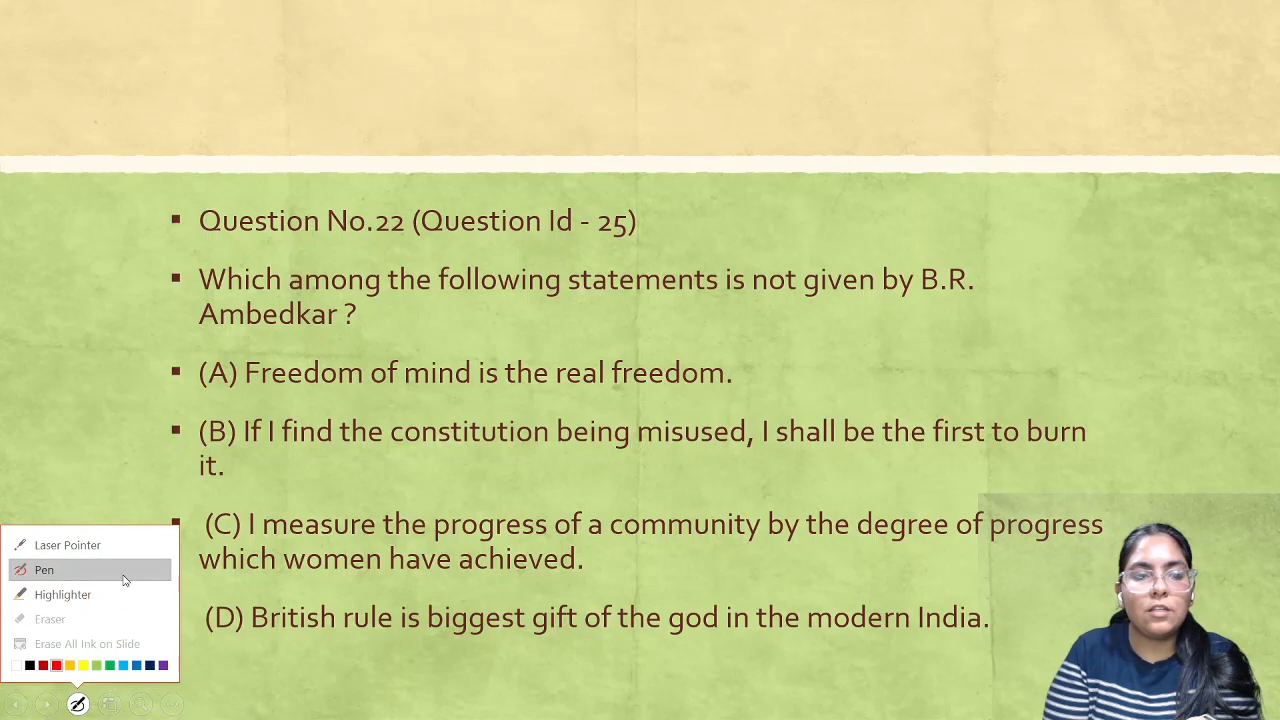 Question No.22 (Question Id - 25)
Which among the following statements is not given by B.R.
Ambedkar ?
(A) Freedom of mind is the real freedom.
(B) If I find the constitution being misused, I shall be the first to burn
it.
(C) I measure the progress of a community by the degree of progress
which women have achieved.
(D) British rule is biggest gift of the god in the modern India.
Laser Pointer
Pen
Highlighter
Eraser
Erase All Ink on Slide